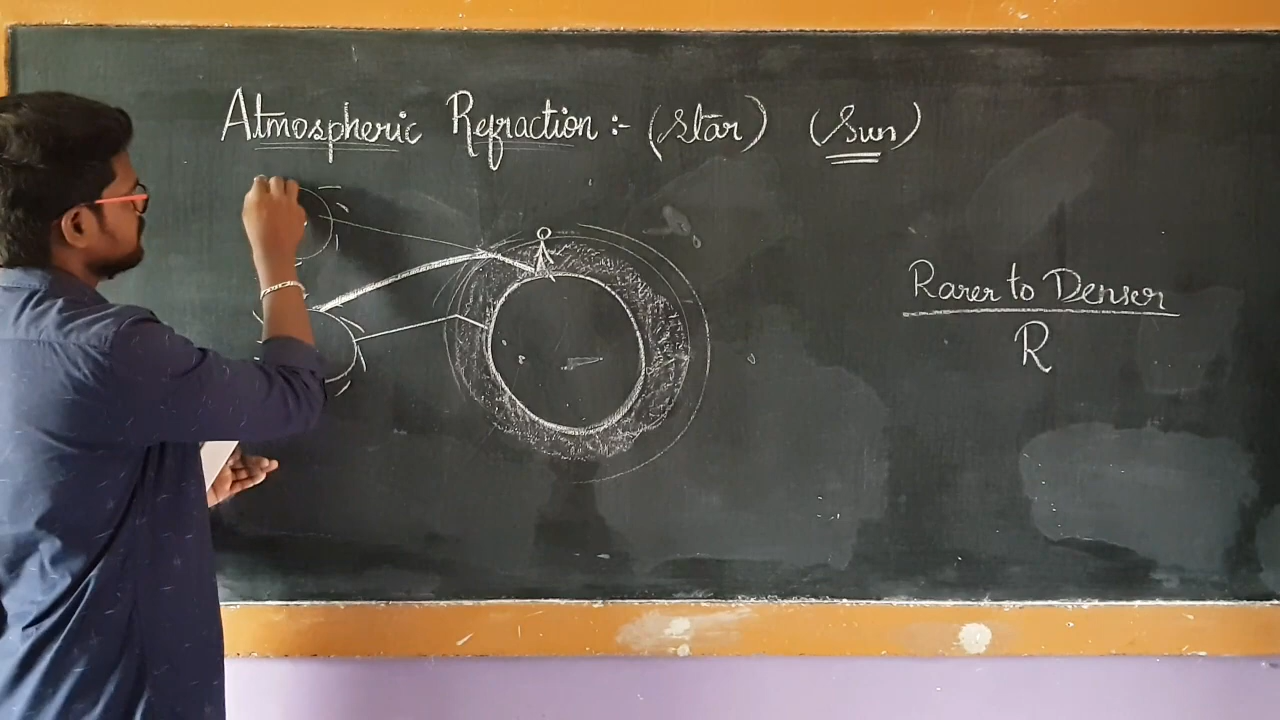 Atmospheric Refraction :- (Star) (Sun)
Rarer to Denser
R